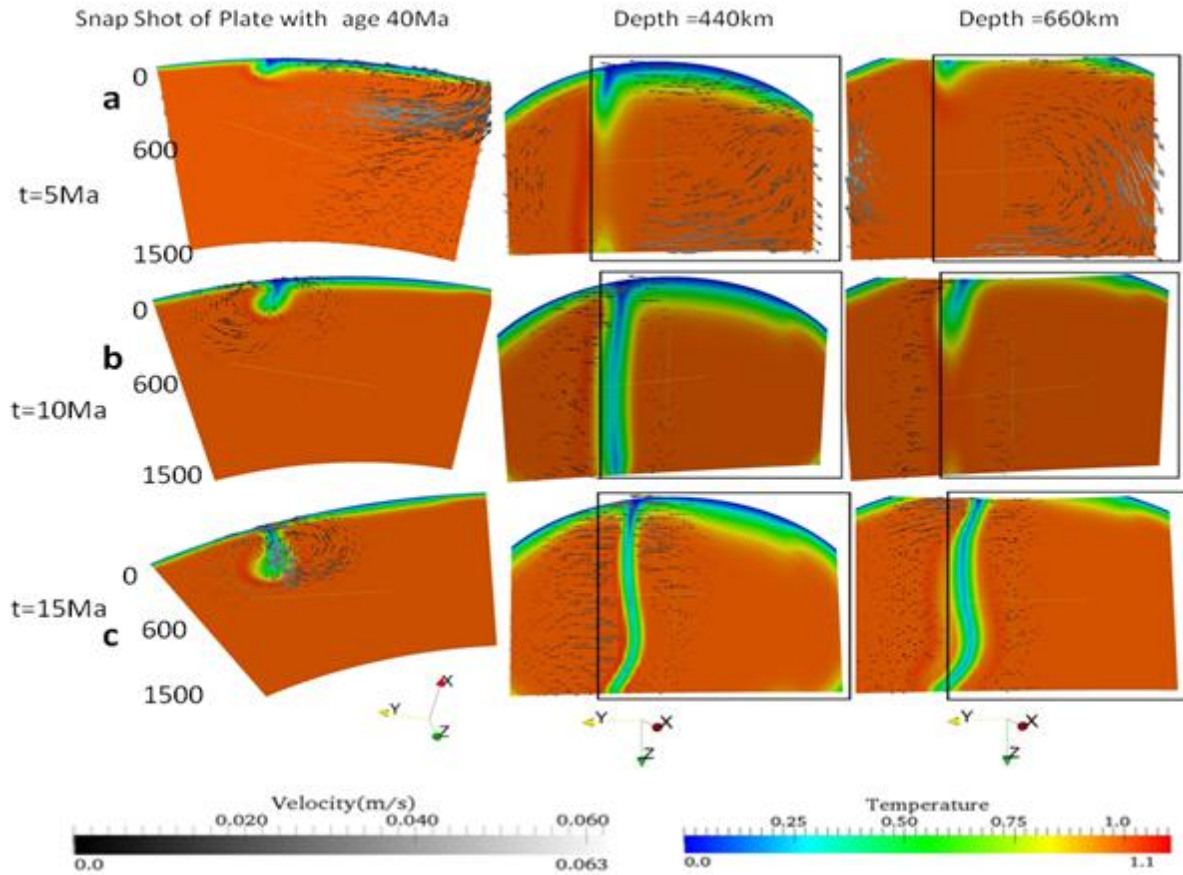 Snap Shot of Plate with age 40Ma Depth =440km Depth =660km
0
a
600
t=5Ma
1500
0
b
600
t=10Ma
1500
0
t=15Ma
600
c
1500
X
Y
Z
Y
X
Z
Y
X
Z
Velocity(m/s)
0.020 0.040 0.060
0.0 0.063
Temperature
0.25 0.50 0.75 1.0
0.0 1.1